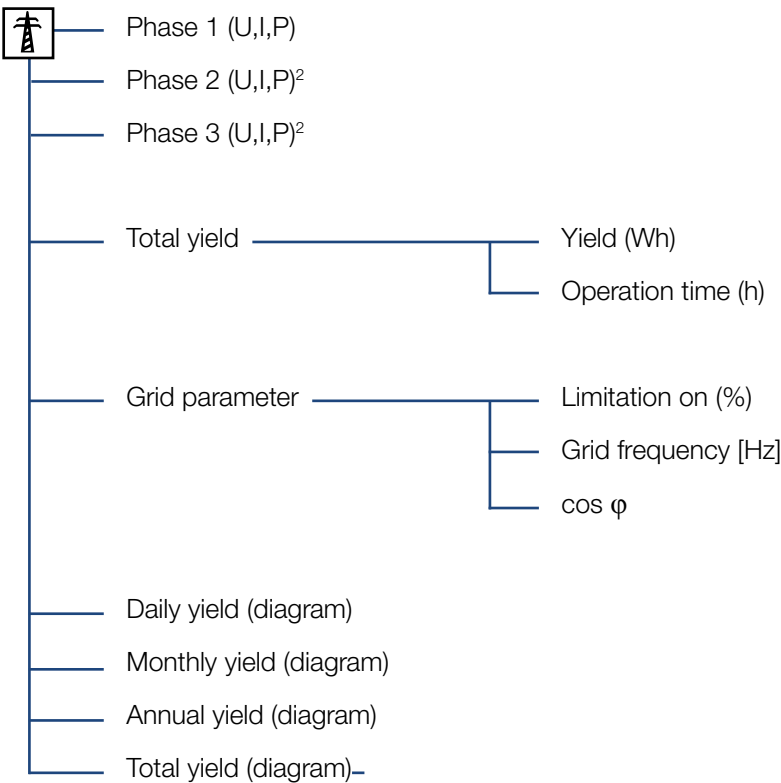 Phase 1 (U,I,P)
Phase 2 (U,I,P)²
Phase 3 (U,I,P)²
Total yield
Yield (Wh)
Operation time (h)
Grid parameter
Limitation on (%)
Grid frequency [Hz]
cos φ
Daily yield (diagram)
Monthly yield (diagram)
Annual yield (diagram)
Total yield (diagram)